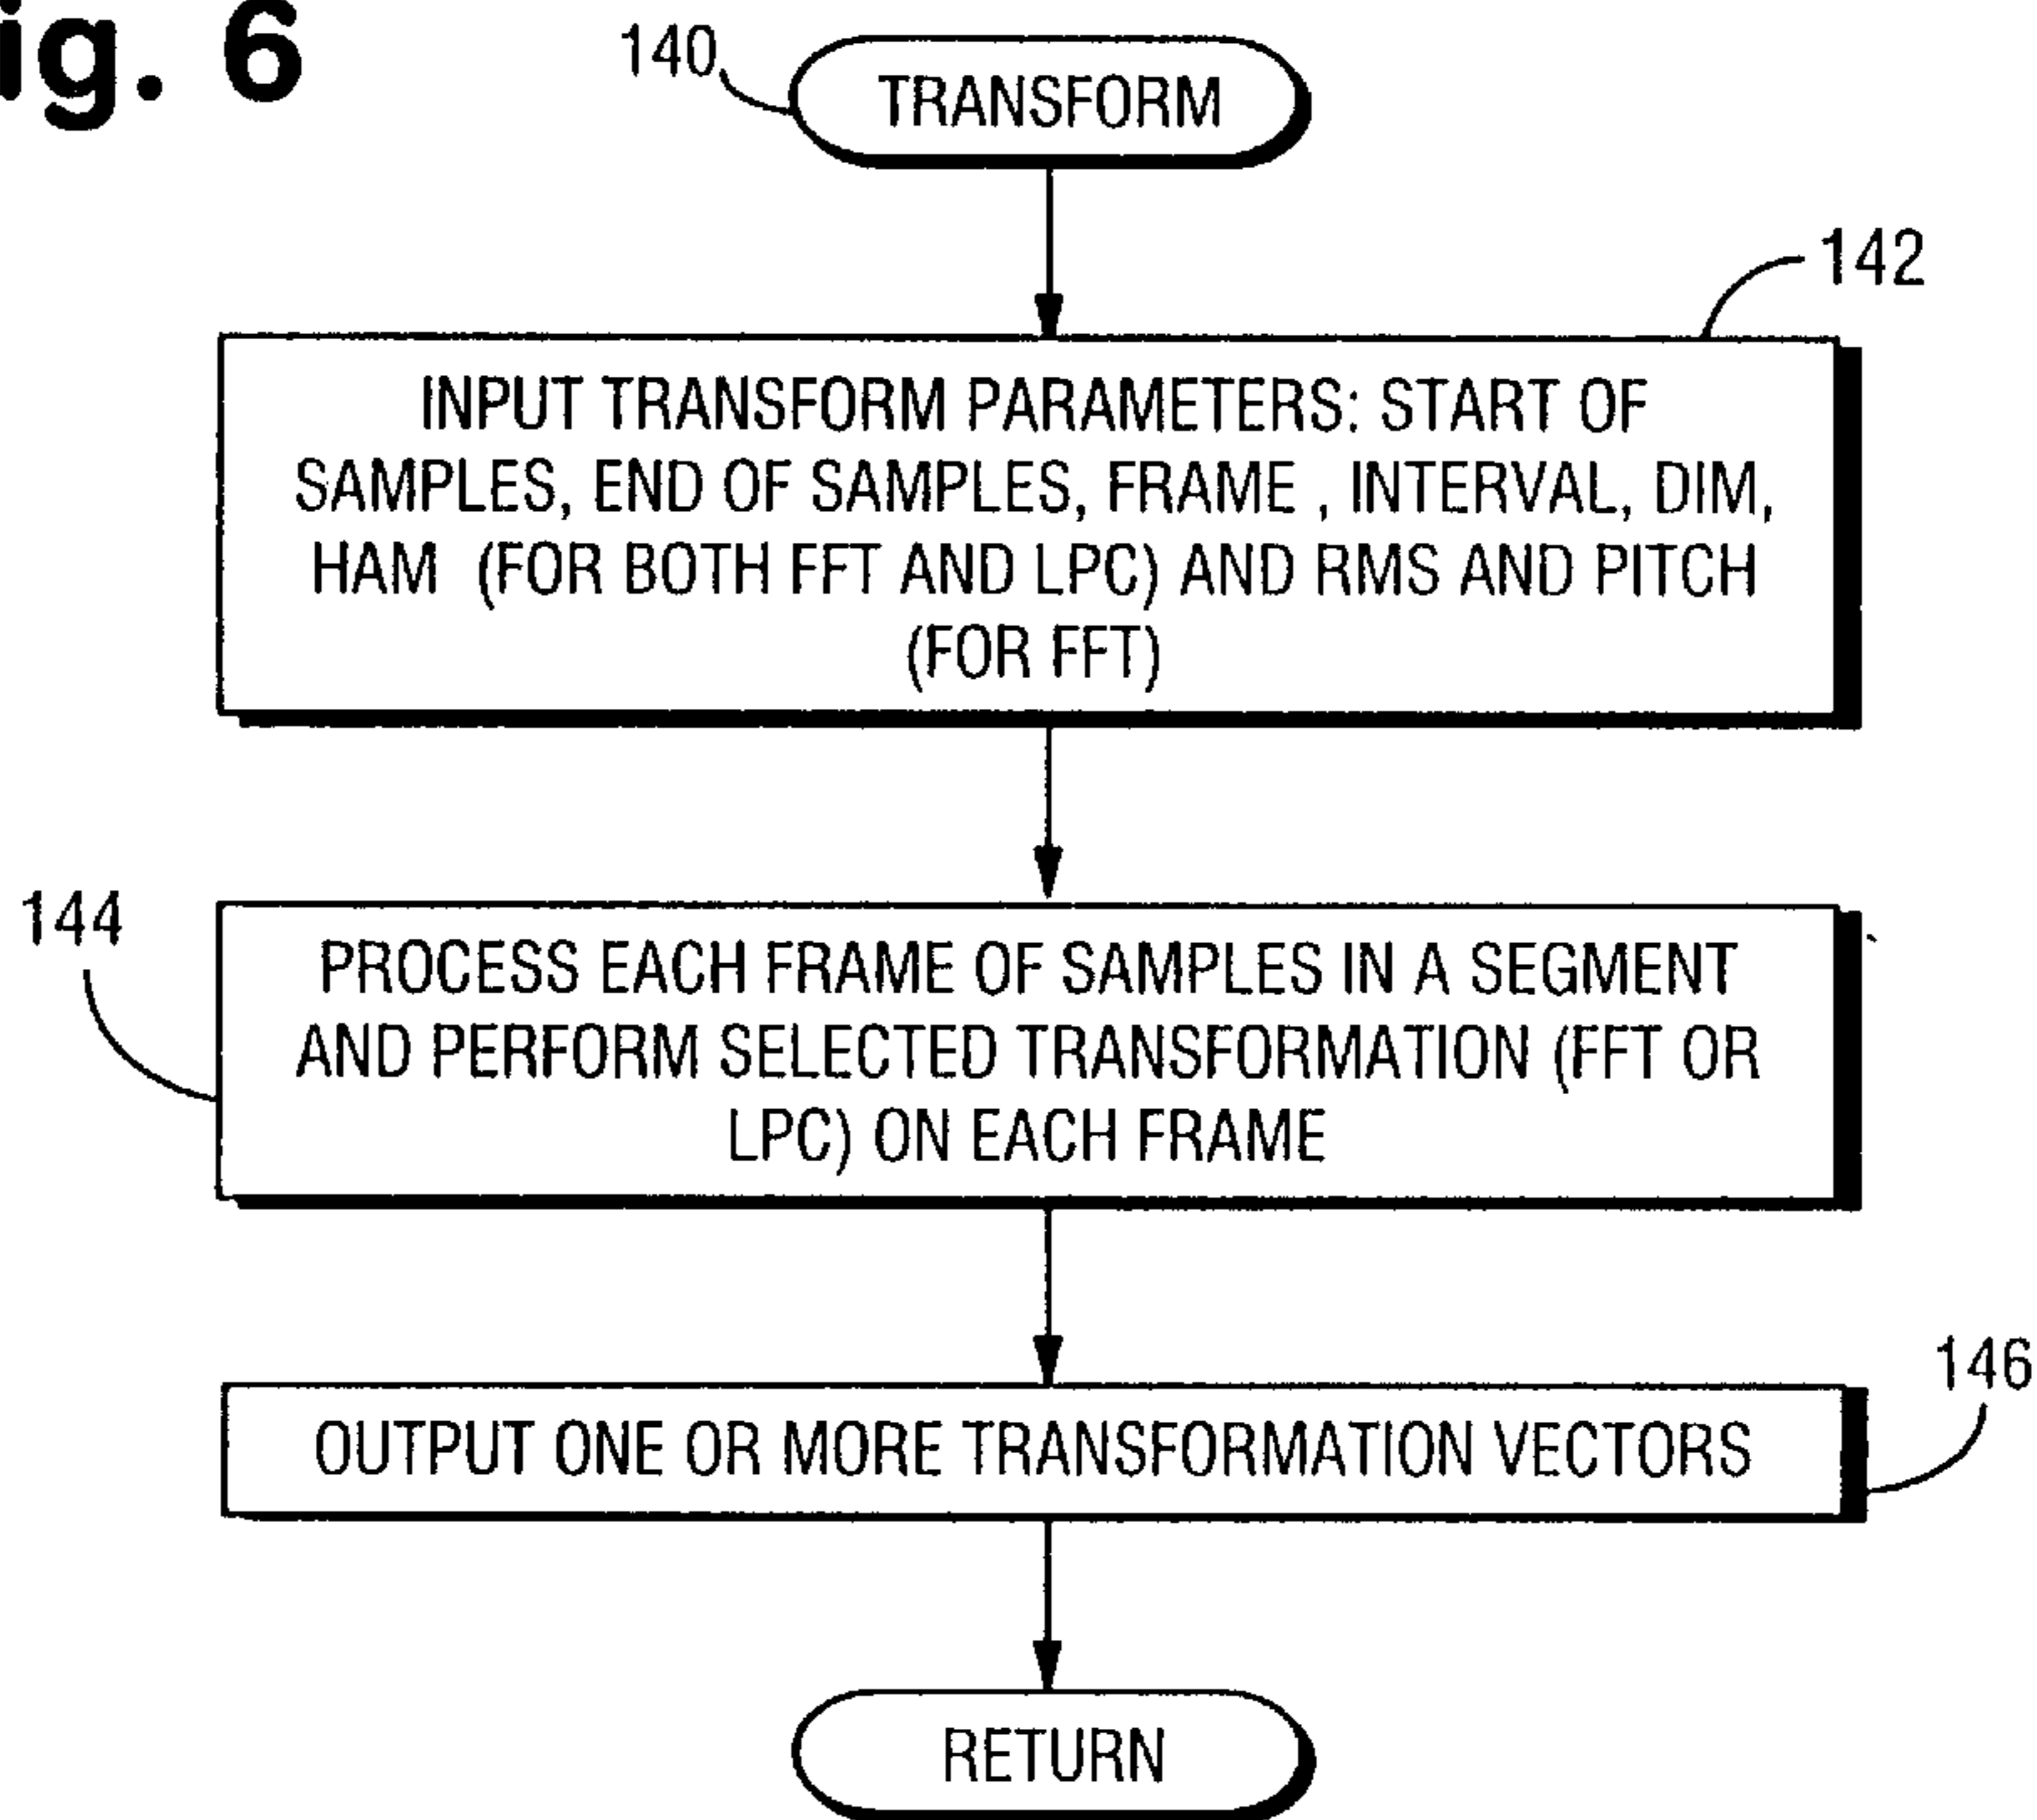 ig. 6
140
TRANSFORM
142
INPUT TRANSFORM PARAMETERS: START OF
SAMPLES, END OF SAMPLES, FRAME , INTERVAL, DIM,
HAM (FOR BOTH FFT AND LPC) AND RMS AND PITCH
(FOR FFT)
144
PROCESS EACH FRAME OF SAMPLES IN A SEGMENT
AND PERFORM SELECTED TRANSFORMATION (FFT OR
LPC) ON EACH FRAME
146
OUTPUT ONE OR MORE TRANSFORMATION VECTORS
RETURN